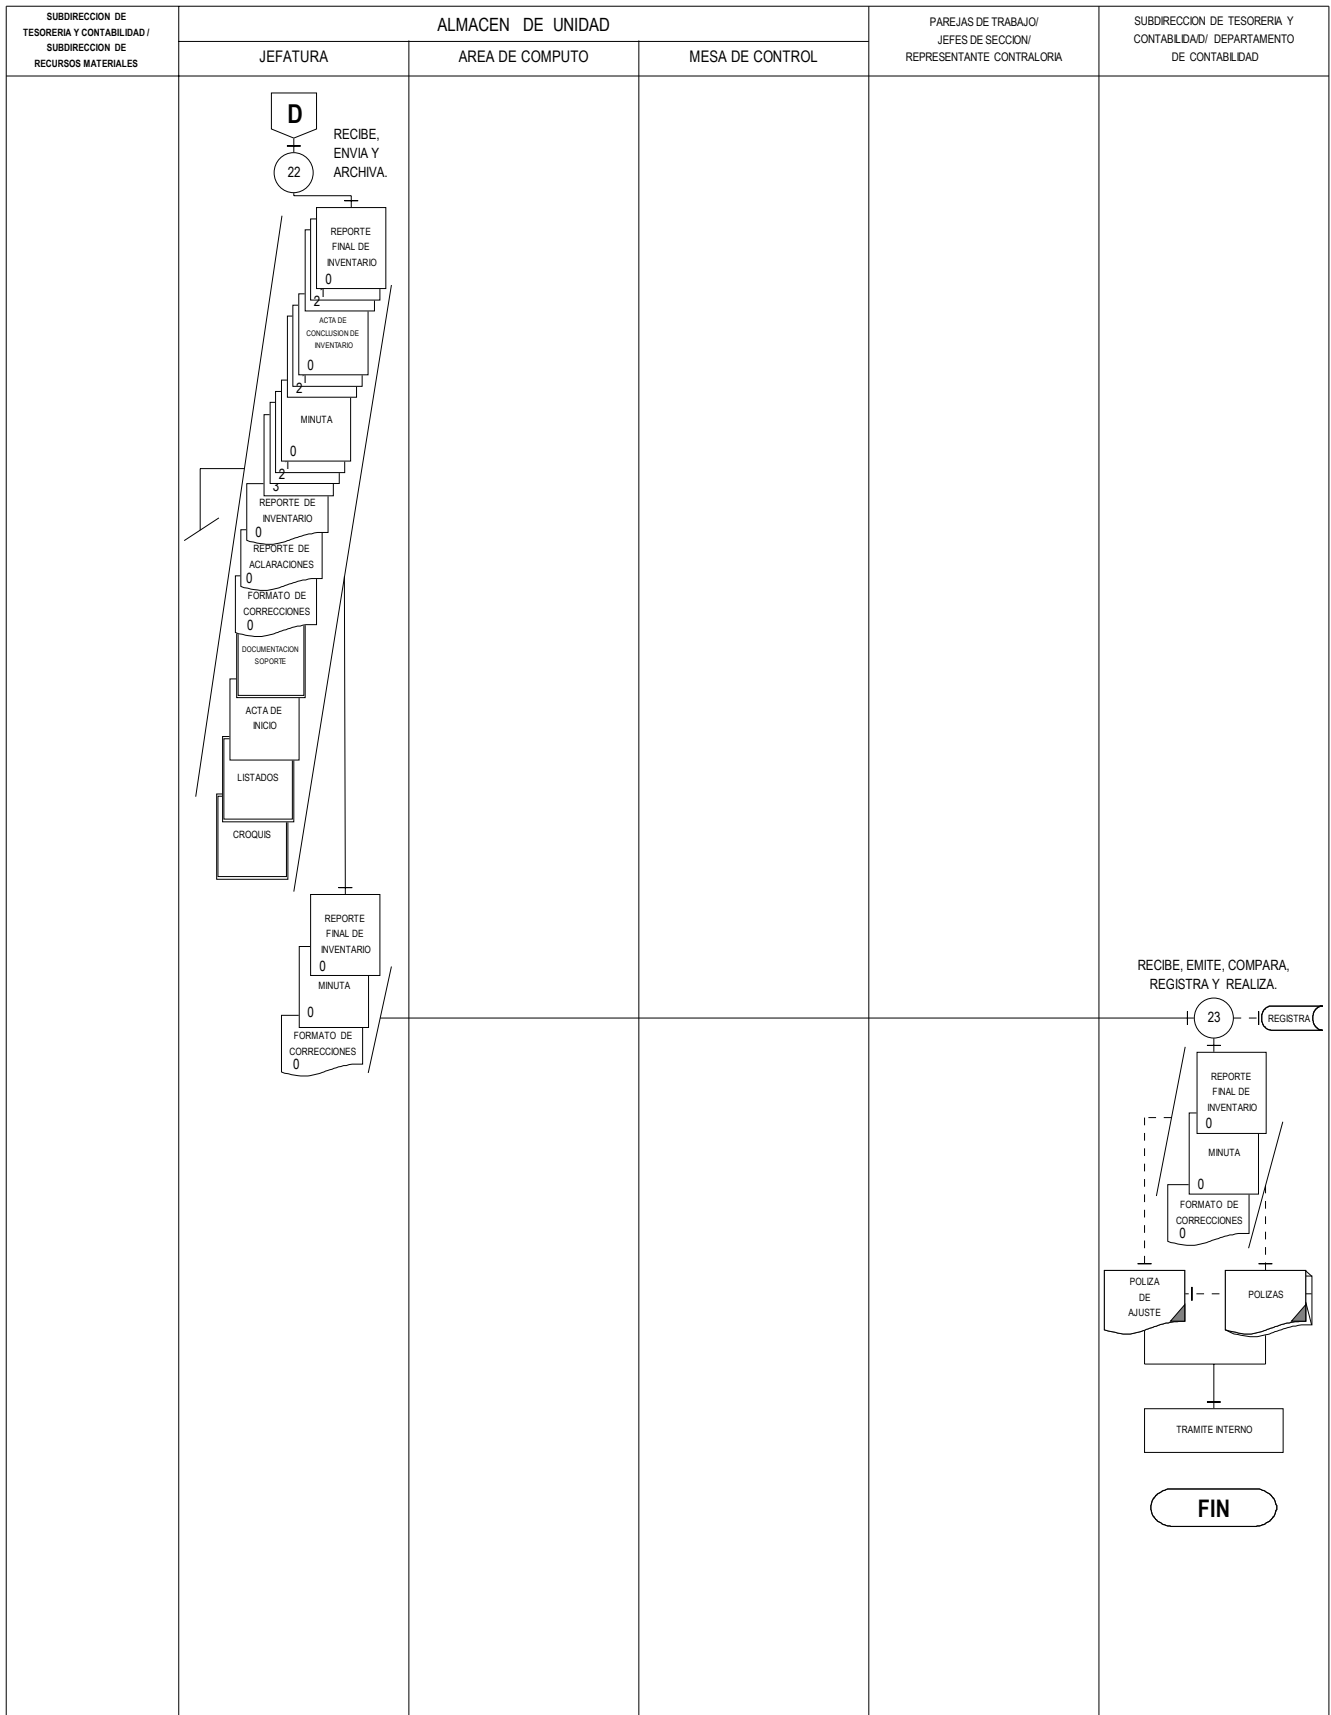 SUBDIRECCION DE
TESORERIA Y CONTABILIDAD /
SUBDIRECCION DE
RECURSOS MATERIALES
ALMACEN DE UNIDAD
JEFATURA
AREA DE COMPUTO
MESA DE CONTROL
PAREJAS DE TRABAJO/
JEFES DE SECCION/
REPRESENTANTE CONTRALORIA
SUBDIRECCION DE TESORERIA Y
CONTABILIDAD/ DEPARTAMENTO
DE CONTABILIDAD
D
RECIBE,
ENVIA Y
ARCHIVA.
22
REPORTE
FINAL DE
INVENTARIO
0
1
2
ACTA DE
CONCLUSION DE
INVENTARIO
0
1
2
MINUTA
0
1
2
3
REPORTE DE
INVENTARIO
0
REPORTE DE
ACLARACIONES
0
FORMATO DE
CORRECCIONES
0
DOCUMENTACION
SOPORTE
ACTA DE
INICIO
LISTADOS
CROQUIS
REPORTE
FINAL DE
INVENTARIO
0
MINUTA
0
FORMATO DE
CORRECCIONES
0
RECIBE, EMITE, COMPARA,
REGISTRA Y REALIZA.
23
REGISTRA
REPORTE
FINAL DE
INVENTARIO
0
MINUTA
0
FORMATO DE
CORRECCIONES
0
POLIZA
DE
AJUSTE
POLIZAS
TRAMITE INTERNO
FIN